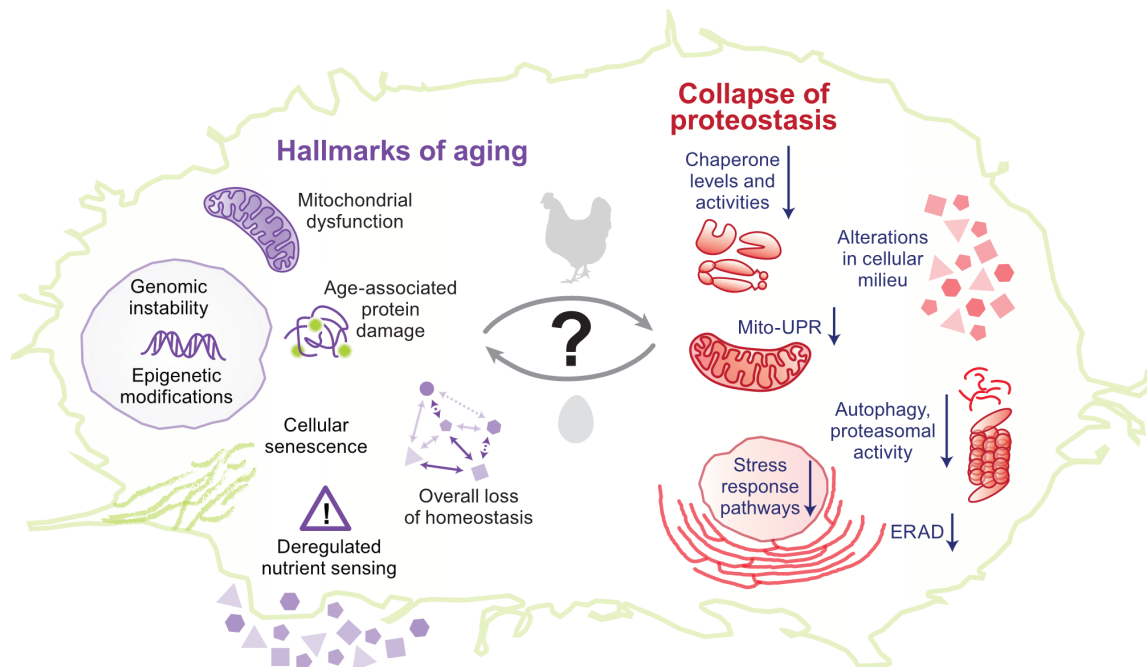 Hallmarks of aging
Mitochondrial
dysfunction
Genomic
instability
Epigenetic
modifications
Age-associated
protein
damage
Cellular
senescence
Overall loss
of homeostasis
!
Deregulated
nutrient sensing
?
Collapse of
proteostasis
Chaperone
levels and
activities
Alterations
in cellular
milieu
Mito-UPR
Autophagy,
proteasomal
activity
Stress
response
pathways
ERAD